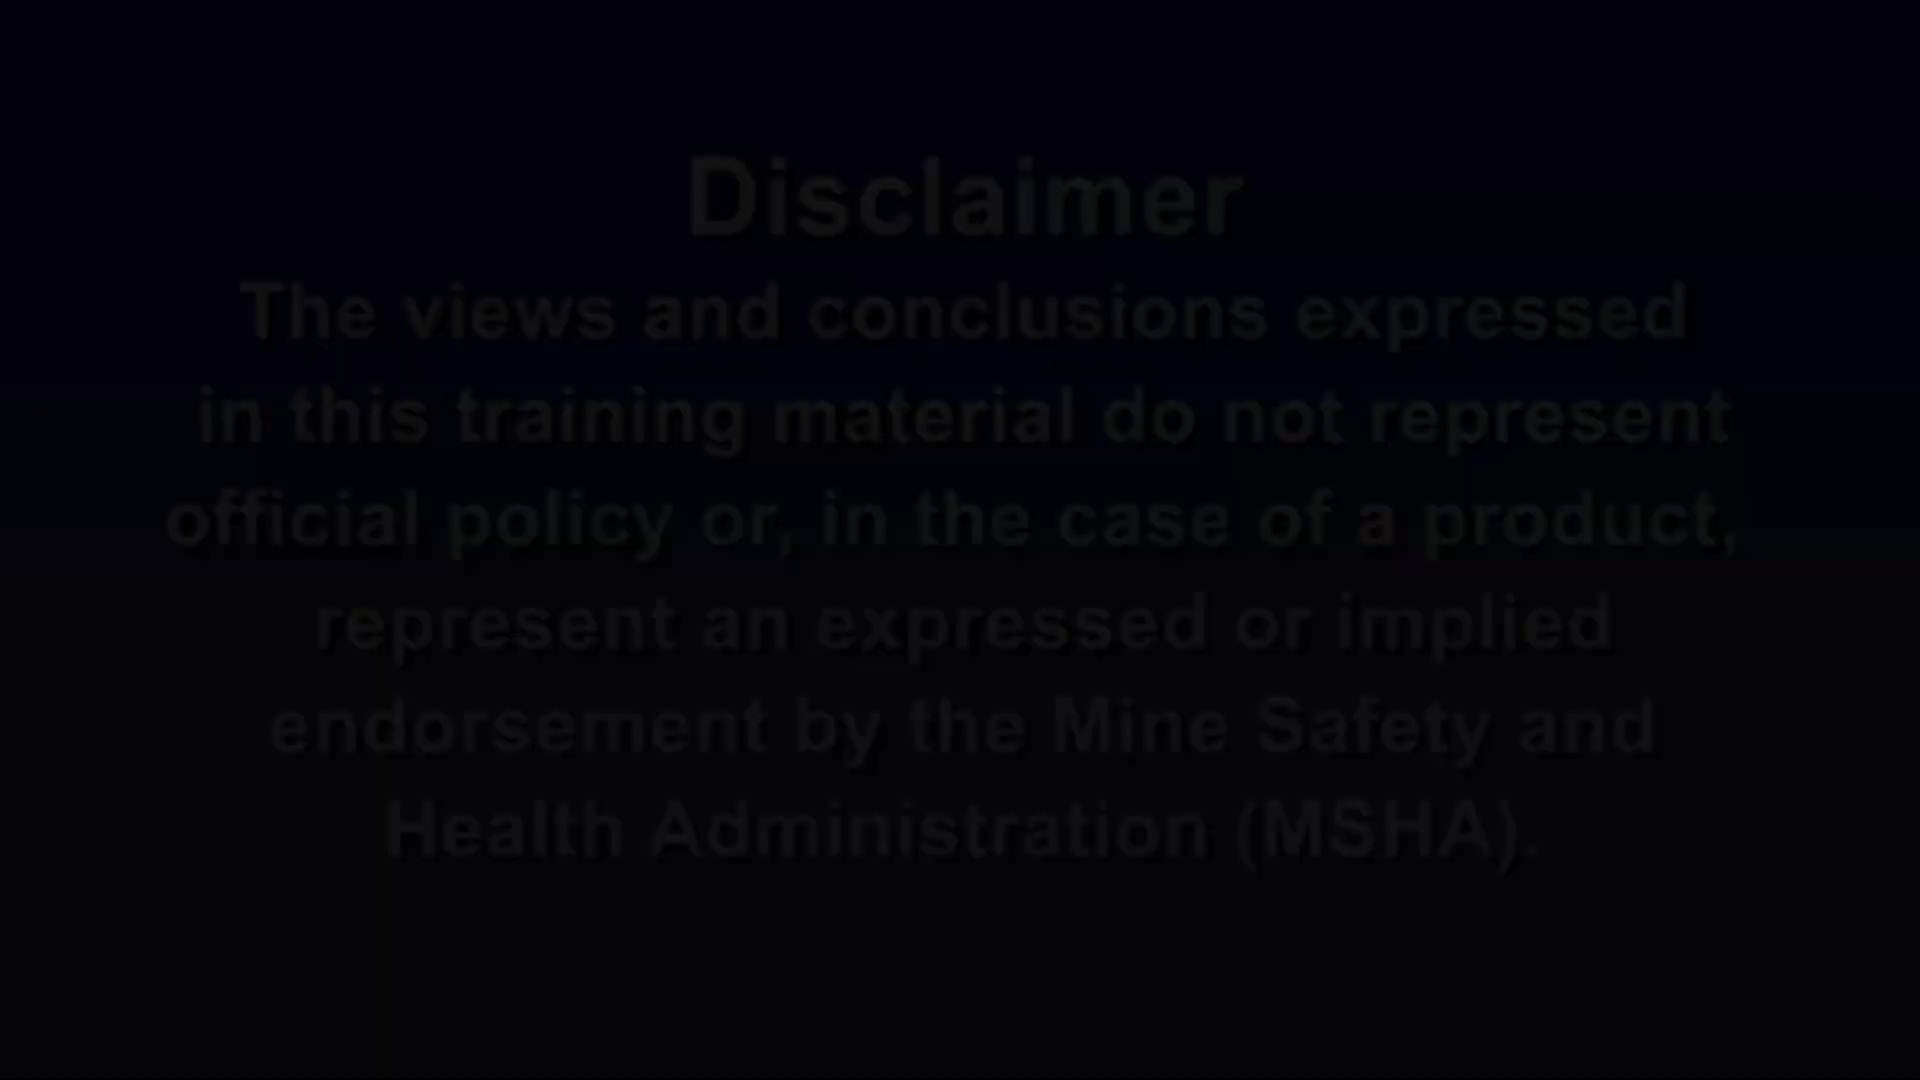 Disclaimer
The views and conclusions expressed
in this training material do not represent
official policy or, in the case of a product,
represent an expressed or implied
endorsement by the Mine Safety and
Health Administration (MSHA).